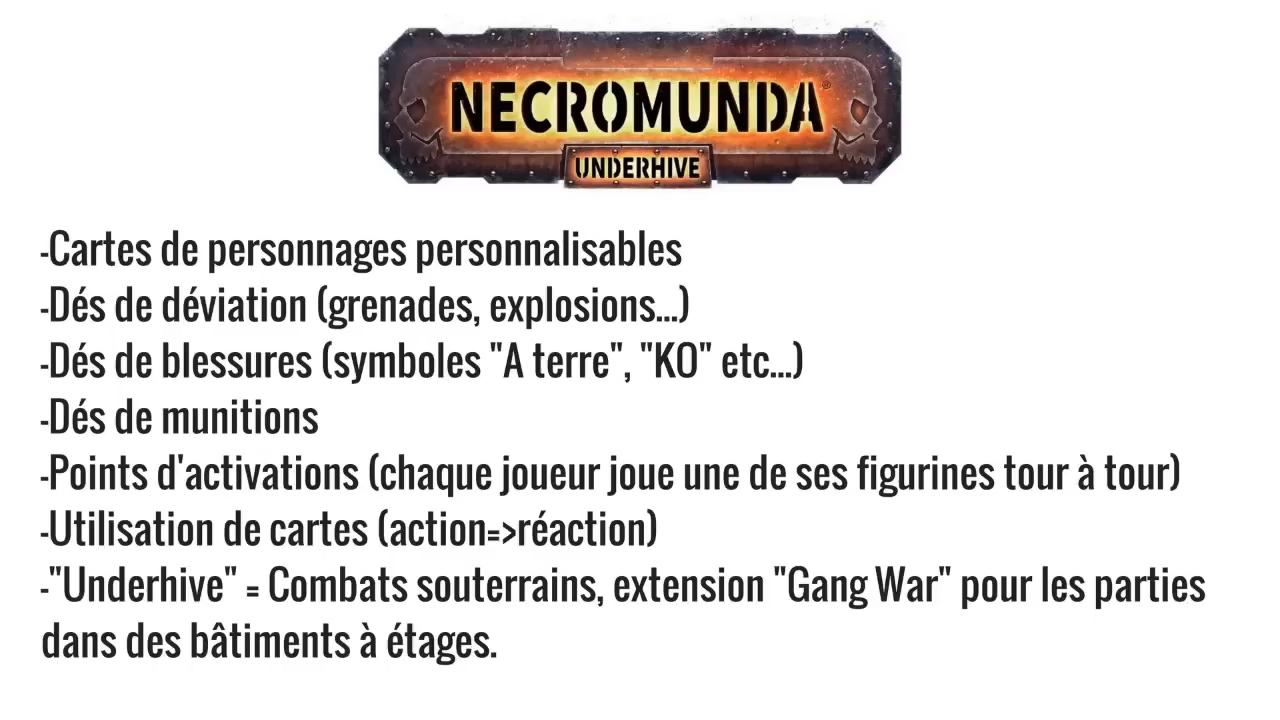 NECROMUNDA®
UNDERHIVE
-Cartes de personnages personnalisables
-Dés de déviation (grenades, explosions...)
-Dés de blessures (symboles "A terre", "KO" etc...)
-Dés de munitions
-Points d'activations (chaque joueur joue une de ses figurines tour à tour)
-Utilisation de cartes (action=>réaction)
-"Underhive" = Combats souterrains, extension "Gang War" pour les parties
dans des bâtiments à étages.